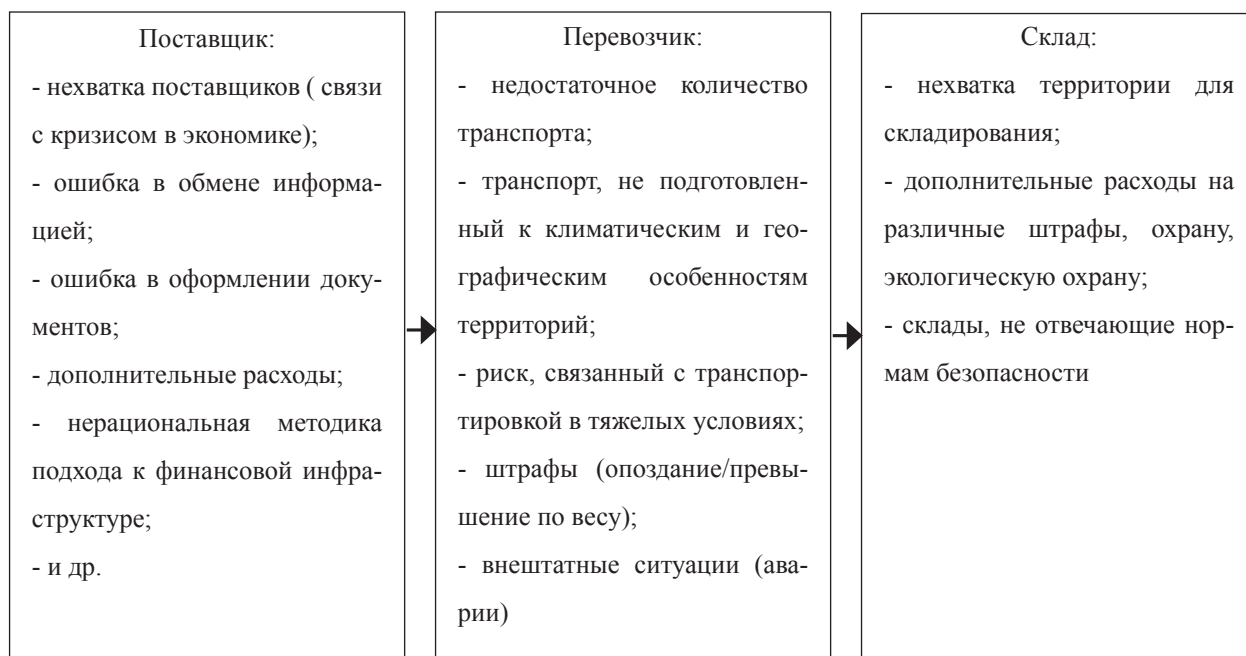 Поставщик:
- нехватка поставщиков ( связи
с кризисом в экономике);
- ошибка в обмене информа-
цией;
- ошибка в оформлении доку-
ментов;
- дополнительные расходы;
- нерациональная методика
подхода к финансовой инфра-
структуре;
- и др.
Перевозчик:
- недостаточное количество
транспорта;
- транспорт, не подготовлен-
ный к климатическим и гео-
графическим особенностям
территорий;
- риск, связанный с транспор-
тировкой в тяжелых условиях;
- штрафы (опоздание/превы-
шение по весу);
- внештатные ситуации (ава-
рии)
Склад:
- нехватка территории для
складирования;
- дополнительные расходы на
различные штрафы, охрану,
экологическую охрану;
- склады, не отвечающие нор-
мам безопасности